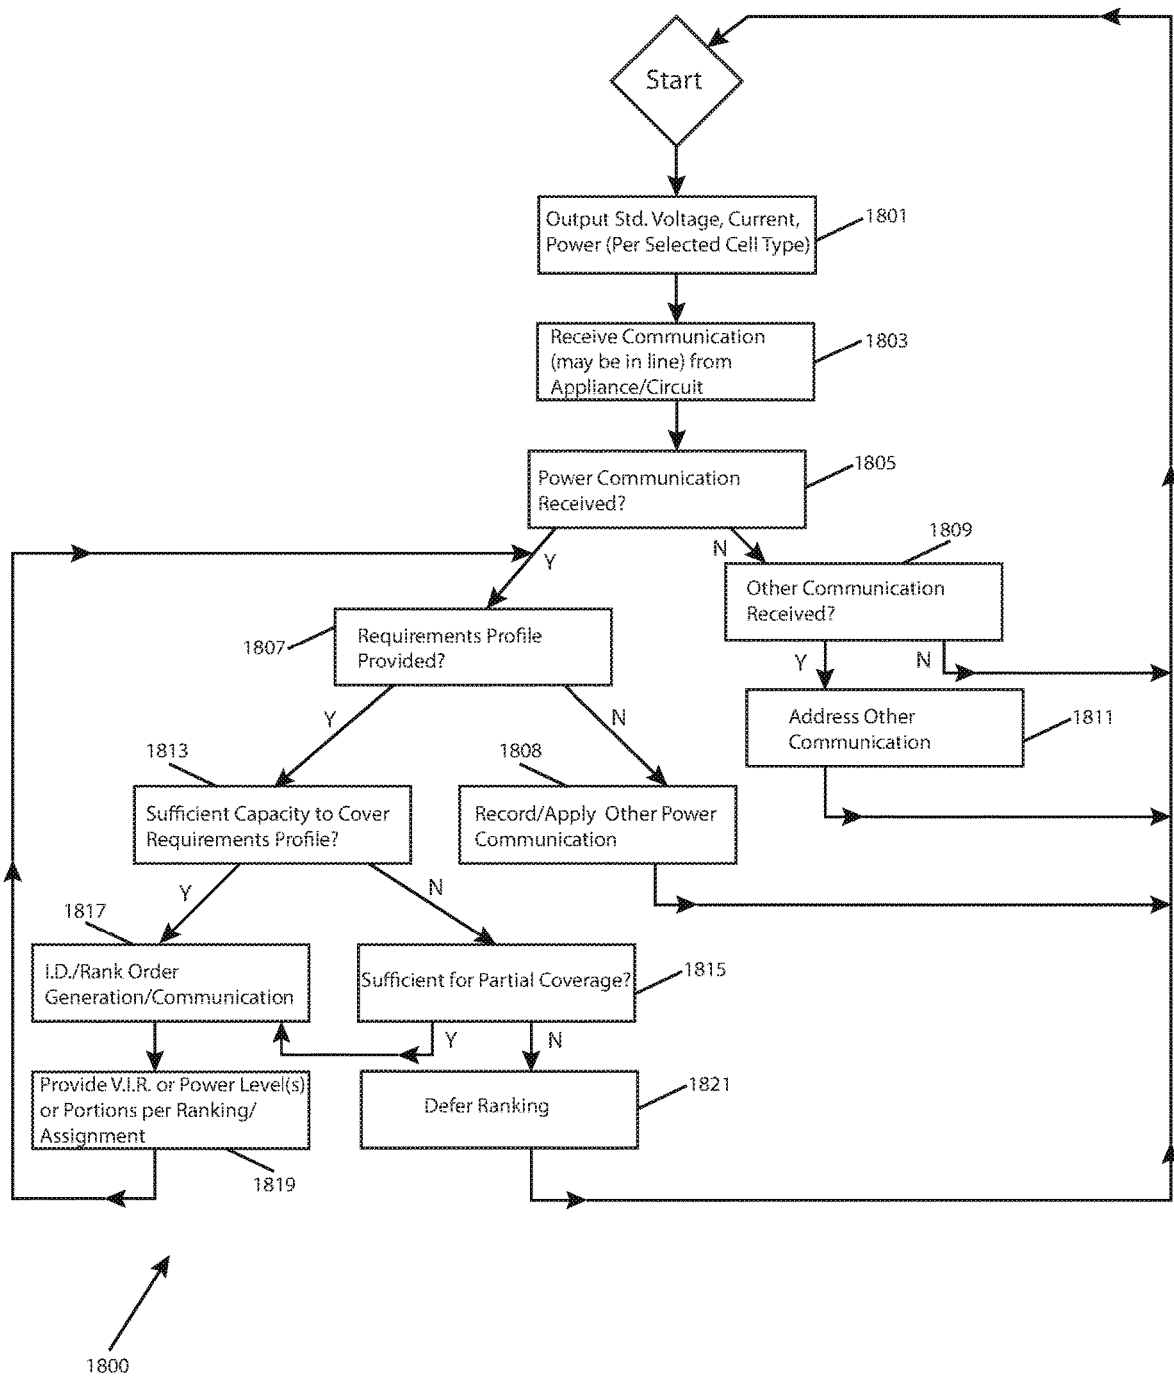 Start
Output Std. Voltage, Current,
Power (Per Selected Cell Type)
1801
Receive Communication
(may be in line) from
Appliance/Circuit
1803
Power Communication
Received?
1805
Y
N
1809
Other Communication
Received?
1807
Requirements Profile
Provided?
Y
N
Y
N
Address Other
Communication
1811
1813
Sufficient Capacity to Cover
Requirements Profile?
1808
Record/Apply Other Power
Communication
Y
N
1817
I.D./Rank Order
Generation/Communication
Sufficient for Partial Coverage?
1815
Y
N
Provide V.I.R. or Power Level(s)
or Portions per Ranking/
Assignment
1819
Defer Ranking
1821
1800